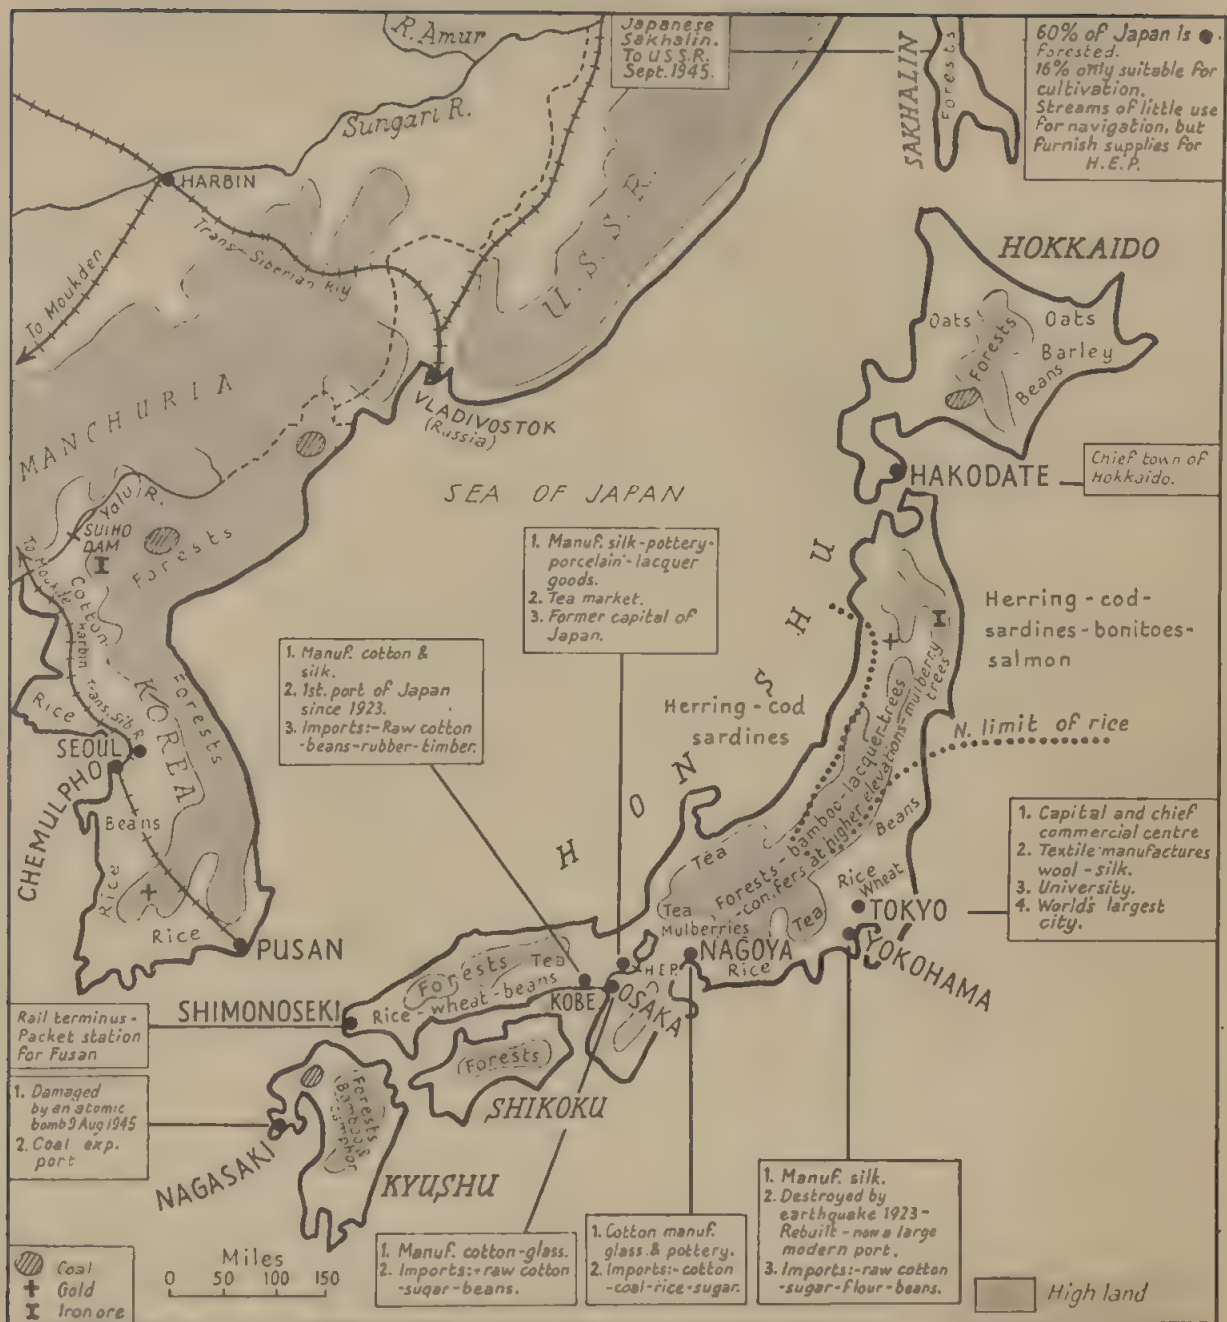 R. Amur
Sungari R.
HARBIN
To Moukden
Trans-Siberian Rly
Japanese
Sakhalin.
To U.S.S.R.
Sept. 1945.
SAKHALIN
Forests
60% of Japan is
Forested.
16% only suitable for
cultivation.
Streams of little use
for navigation, but
furnish supplies for
H.E.P.
U.S.S.R.
HOKKAIDO
Oats
Forests
Oats
Barley
Beans
MANCHURIA
VLADIVOSTOK
(Russia)
HAKODATE
Chief town of
Hokkaido.
SEA OF JAPAN
Yalu R.
SUIHO
DAM
Forests
To Moukde
Harbin
Trans. Sib R.
Cotton
KOREA
Forests
Rice
SEOUL
CHEMULPHO
Beans
Rice
Rice
PUSAN
1. Manuf. silk-pottery-
porcelain-lacquer
goods.
2. Tea market.
3. Former capital of
Japan.
1. Manuf. cotton &
silk.
2. 1st. port of Japan
since 1923.
3. Imports:-Raw cotton
-beans-rubber-timber.
HONSHU
Herring-cod
sardines
Herring-cod-
sardines-bonitoes-
salmon
N. limit of rice
Forests-bamboo-lacquer-trees
-conifers at higher elevations-mulberry
trees
Tea
Beans
Rice
Wheat
Tea
Tea
Mulberries
Rice
TOKYO
YOKOHAMA
NAGOYA
H.E.P.
OSAKA
KOBE
1. Capital and chief
commercial centre
2. Textile manufactures
wool-silk.
3. University.
4. World's largest
city.
Forests
Tea
Rice-wheat-beans
SHIMONOSEKI
Rail terminus-
Packet station
for Fusan
(Forests)
SHIKOKU
1. Damaged
by an atomic
bomb 9 Aug 1945
2. Coal exp.
port
NAGASAKI
Forests
(Bamboo &
Camphor
KYUSHU
1. Manuf. cotton-glass.
2. Imports:-raw cotton
-sugar-beans.
1. Cotton manuf.
glass & pottery.
2. Imports:-cotton
-coal-rice-sugar.
1. Manuf. silk.
2. Destroyed by
earthquake 1923-
Rebuilt-now a large
modern port.
3. Imports:-raw cotton
-sugar-flour-beans.
Coal
Gold
Iron ore
Miles
0 50 100 150
High land